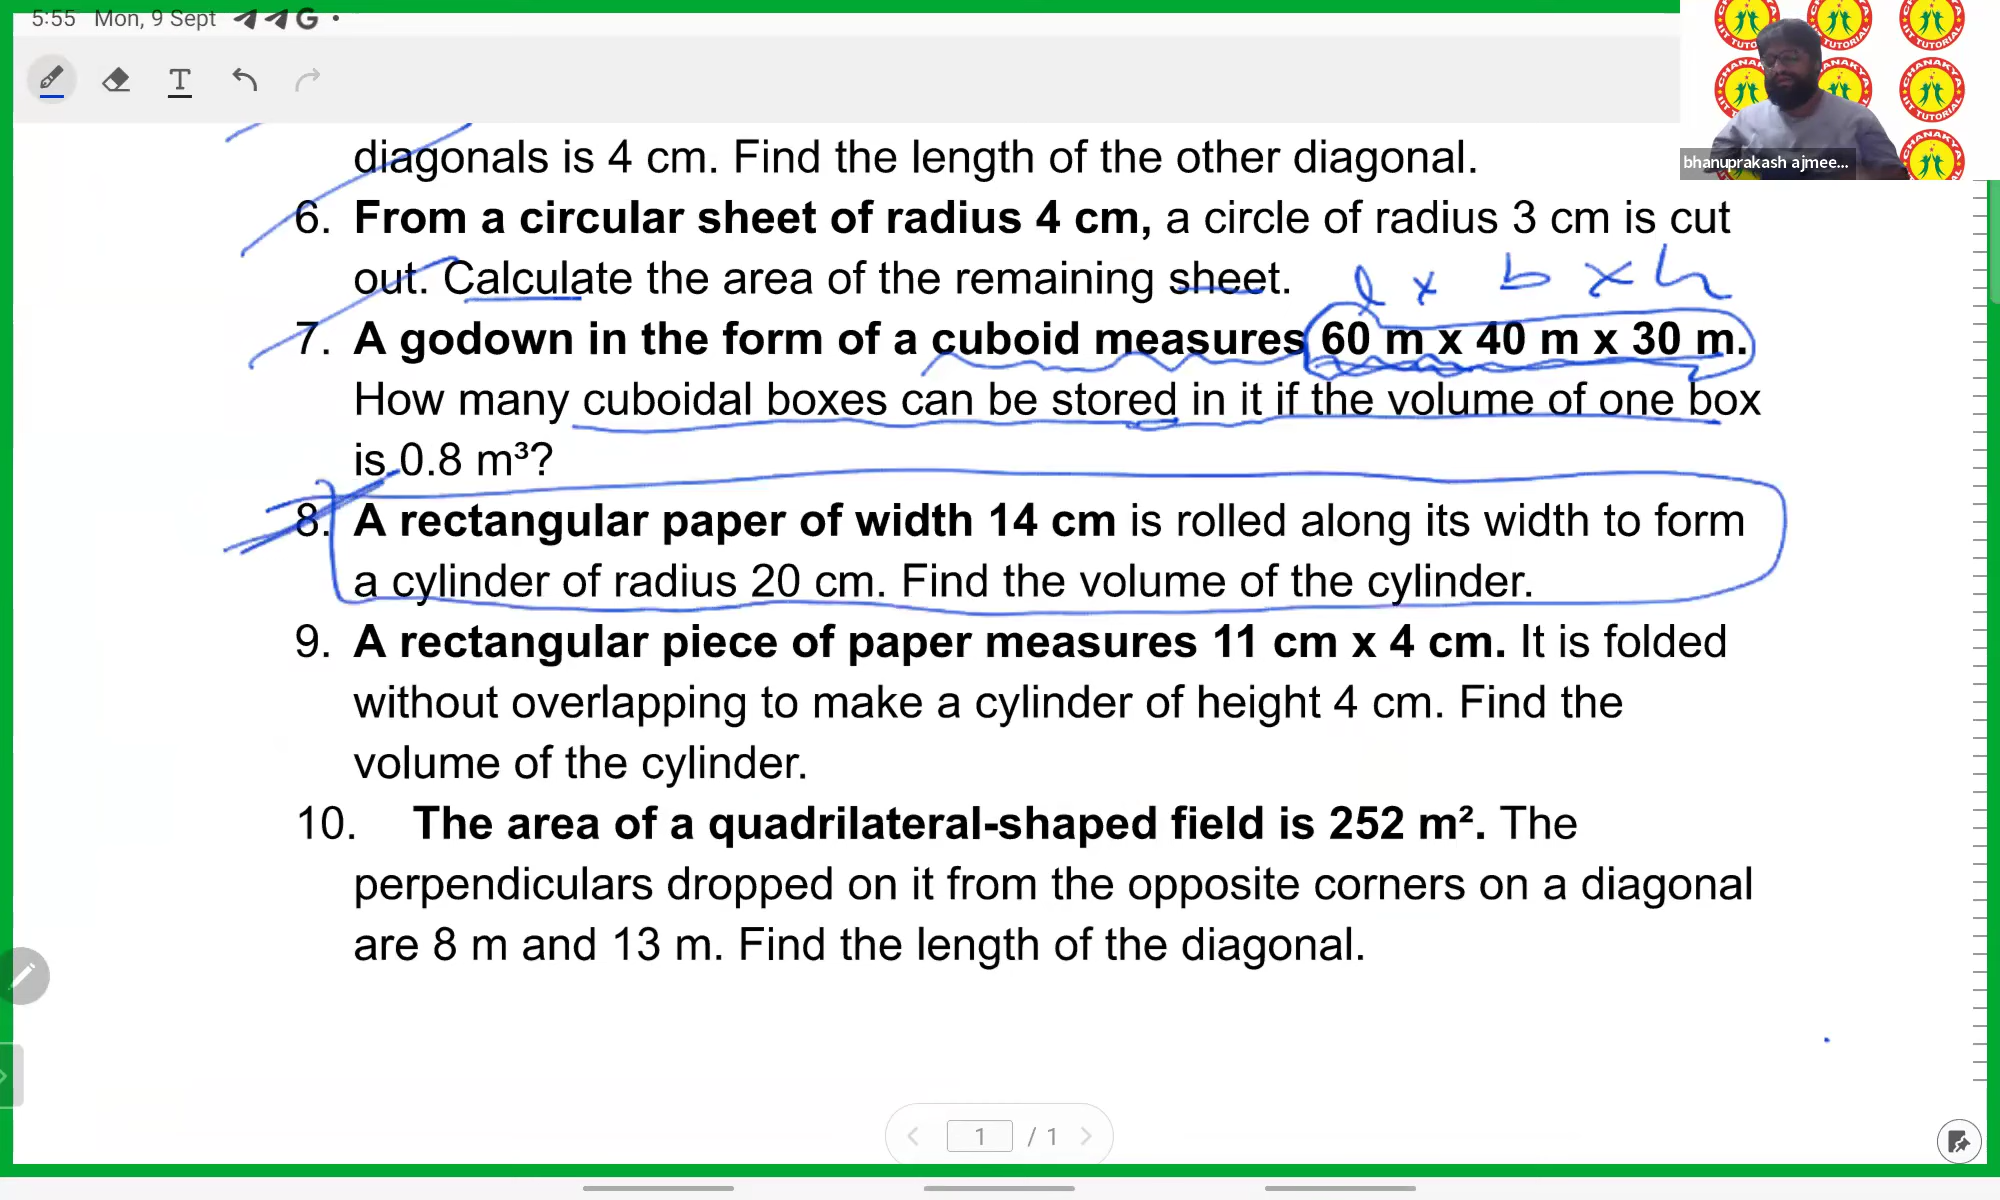 5:55 Mon, 9 Sept
T
bhanuprakash ajmee...
diagonals is 4 cm. Find the length of the other diagonal.
6. From a circular sheet of radius 4 cm, a circle of radius 3 cm is cut
out. Calculate the area of the remaining sheet.
l x b x h
7. A godown in the form of a cuboid measures 60 m x 40 m x 30 m.
How many cuboidal boxes can be stored in it if the volume of one box
is 0.8 m³?
8. A rectangular paper of width 14 cm is rolled along its width to form
a cylinder of radius 20 cm. Find the volume of the cylinder.
9. A rectangular piece of paper measures 11 cm x 4 cm. It is folded
without overlapping to make a cylinder of height 4 cm. Find the
volume of the cylinder.
10. The area of a quadrilateral-shaped field is 252 m². The
perpendiculars dropped on it from the opposite corners on a diagonal
are 8 m and 13 m. Find the length of the diagonal.
1 / 1